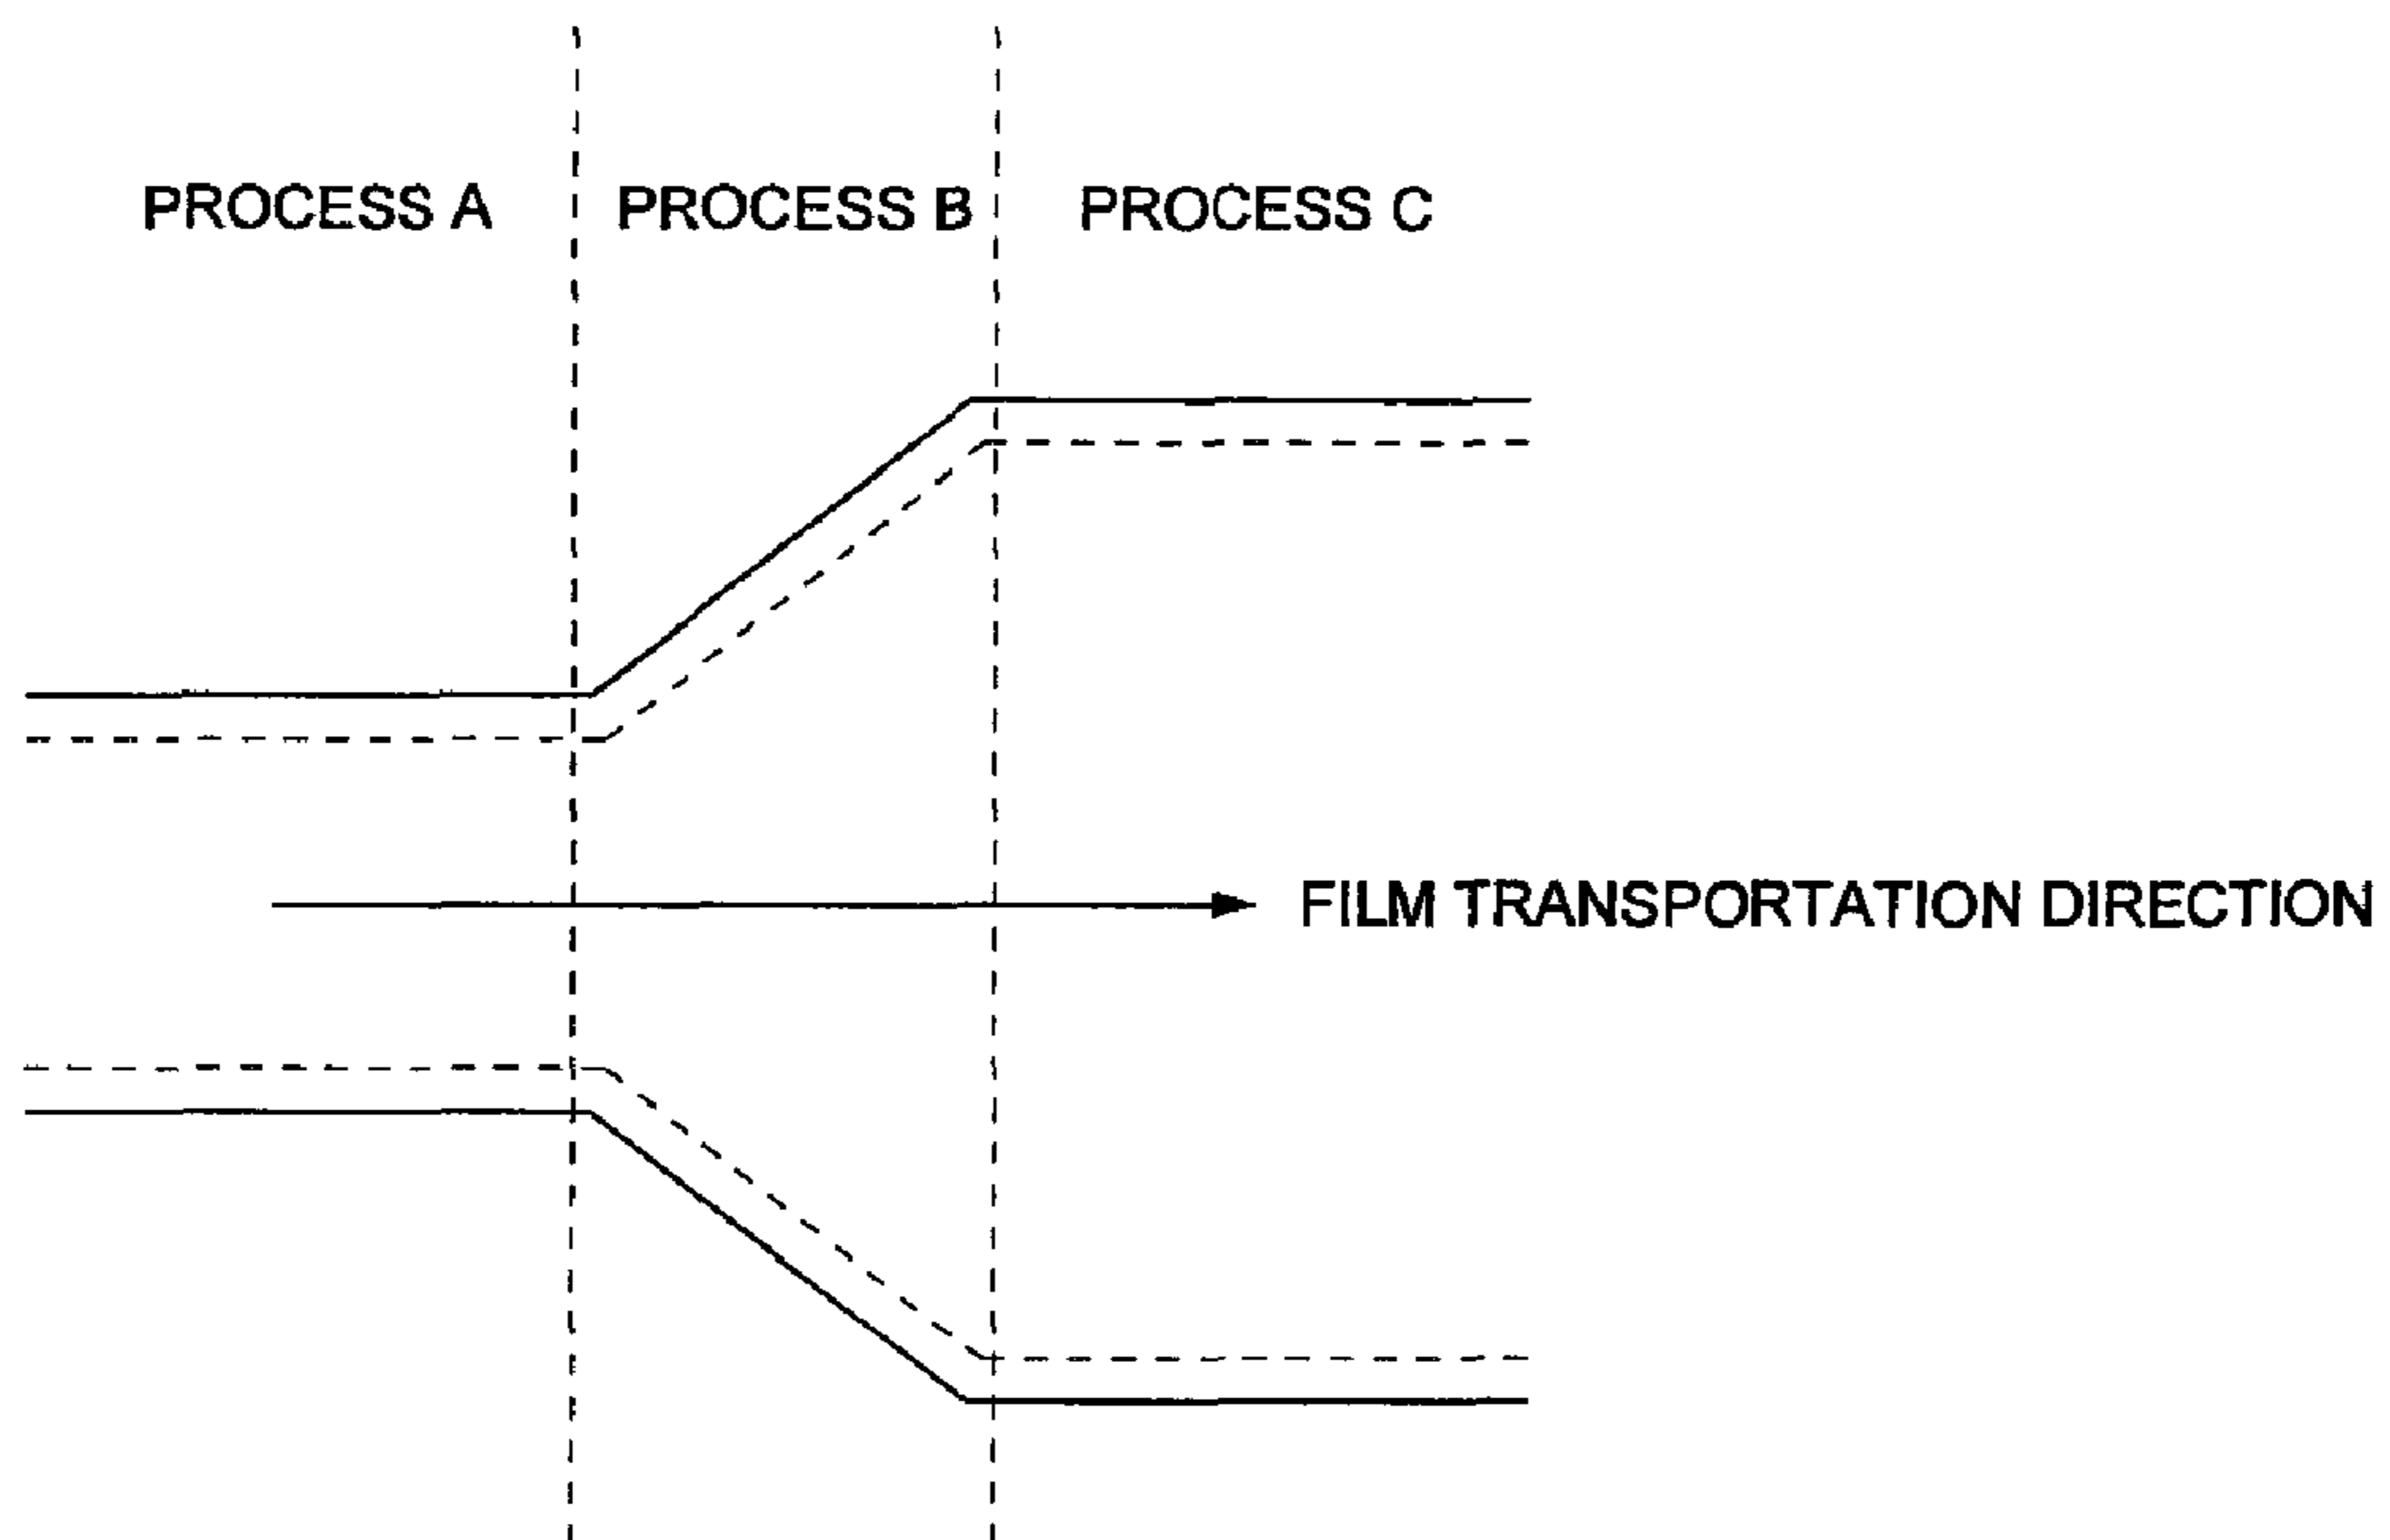 PROCESS A PROCESS B PROCESS C
FILM TRANSPORTATION DIRECTION